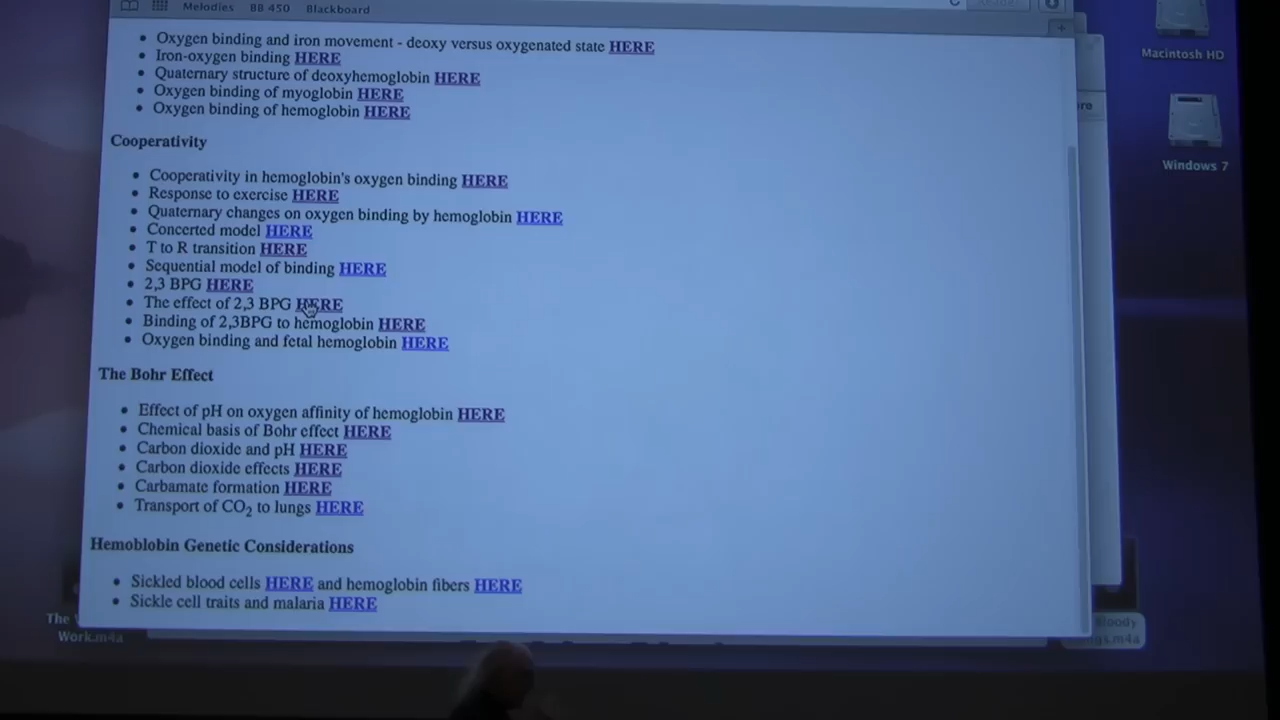 Melodies BB 450 Blackboard
Macintosh HD
• Oxygen binding and iron movement - deoxy versus oxygenated state HERE
• Iron-oxygen binding HERE
• Quaternary structure of deoxyhemoglobin HERE
• Oxygen binding of myoglobin HERE
• Oxygen binding of hemoglobin HERE
Windows 7
Cooperativity
• Cooperativity in hemoglobin's oxygen binding HERE
• Response to exercise HERE
• Quaternary changes on oxygen binding by hemoglobin HERE
• Concerted model HERE
• T to R transition HERE
• Sequential model of binding HERE
• 2,3 BPG HERE
• The effect of 2,3 BPG HERE
• Binding of 2,3BPG to hemoglobin HERE
• Oxygen binding and fetal hemoglobin HERE
The Bohr Effect
• Effect of pH on oxygen affinity of hemoglobin HERE
• Chemical basis of Bohr effect HERE
• Carbon dioxide and pH HERE
• Carbon dioxide effects HERE
• Carbamate formation HERE
• Transport of CO2 to lungs HERE
Hemoblobin Genetic Considerations
• Sickled blood cells HERE and hemoglobin fibers HERE
• Sickle cell traits and malaria HERE
The
Work.m4a
Bloody